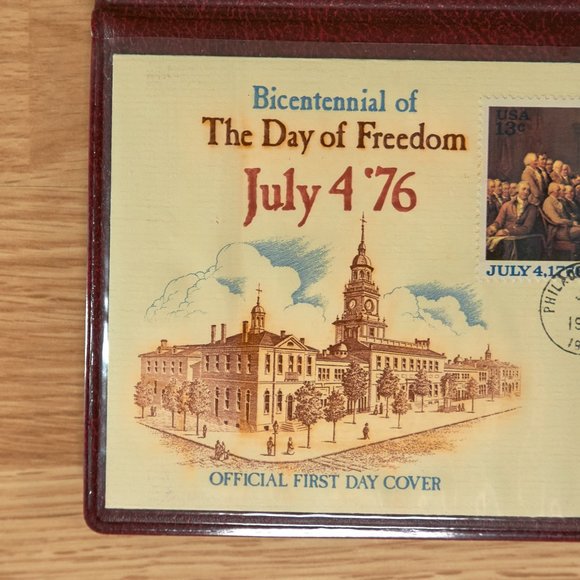 Bicentennial of
The Day of Freedom
July 4 '76
USA
13c
JULY 4, 1776
OFFICIAL FIRST DAY COVER